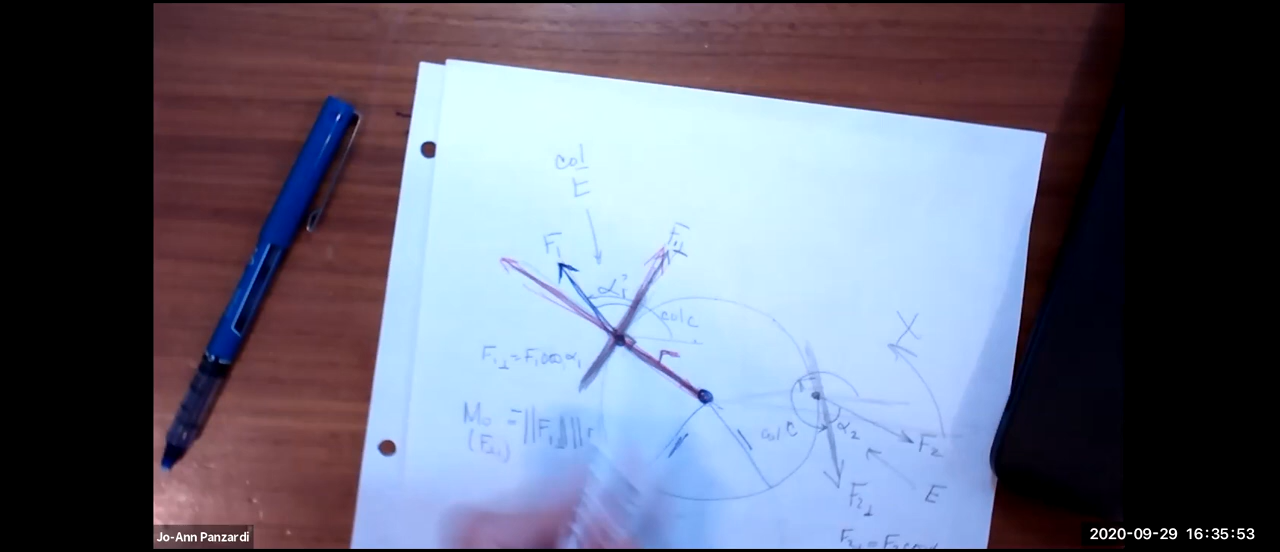 col
E
F₁
F₁⊥
α₁
col c
r
F₁⊥ = F₁ cos α₁
M₀ = ||F₁⊥|| r
X
col C
α₂
F₂
E
F₂⊥
Jo-Ann Panzardi
2020-09-29 16:35:53